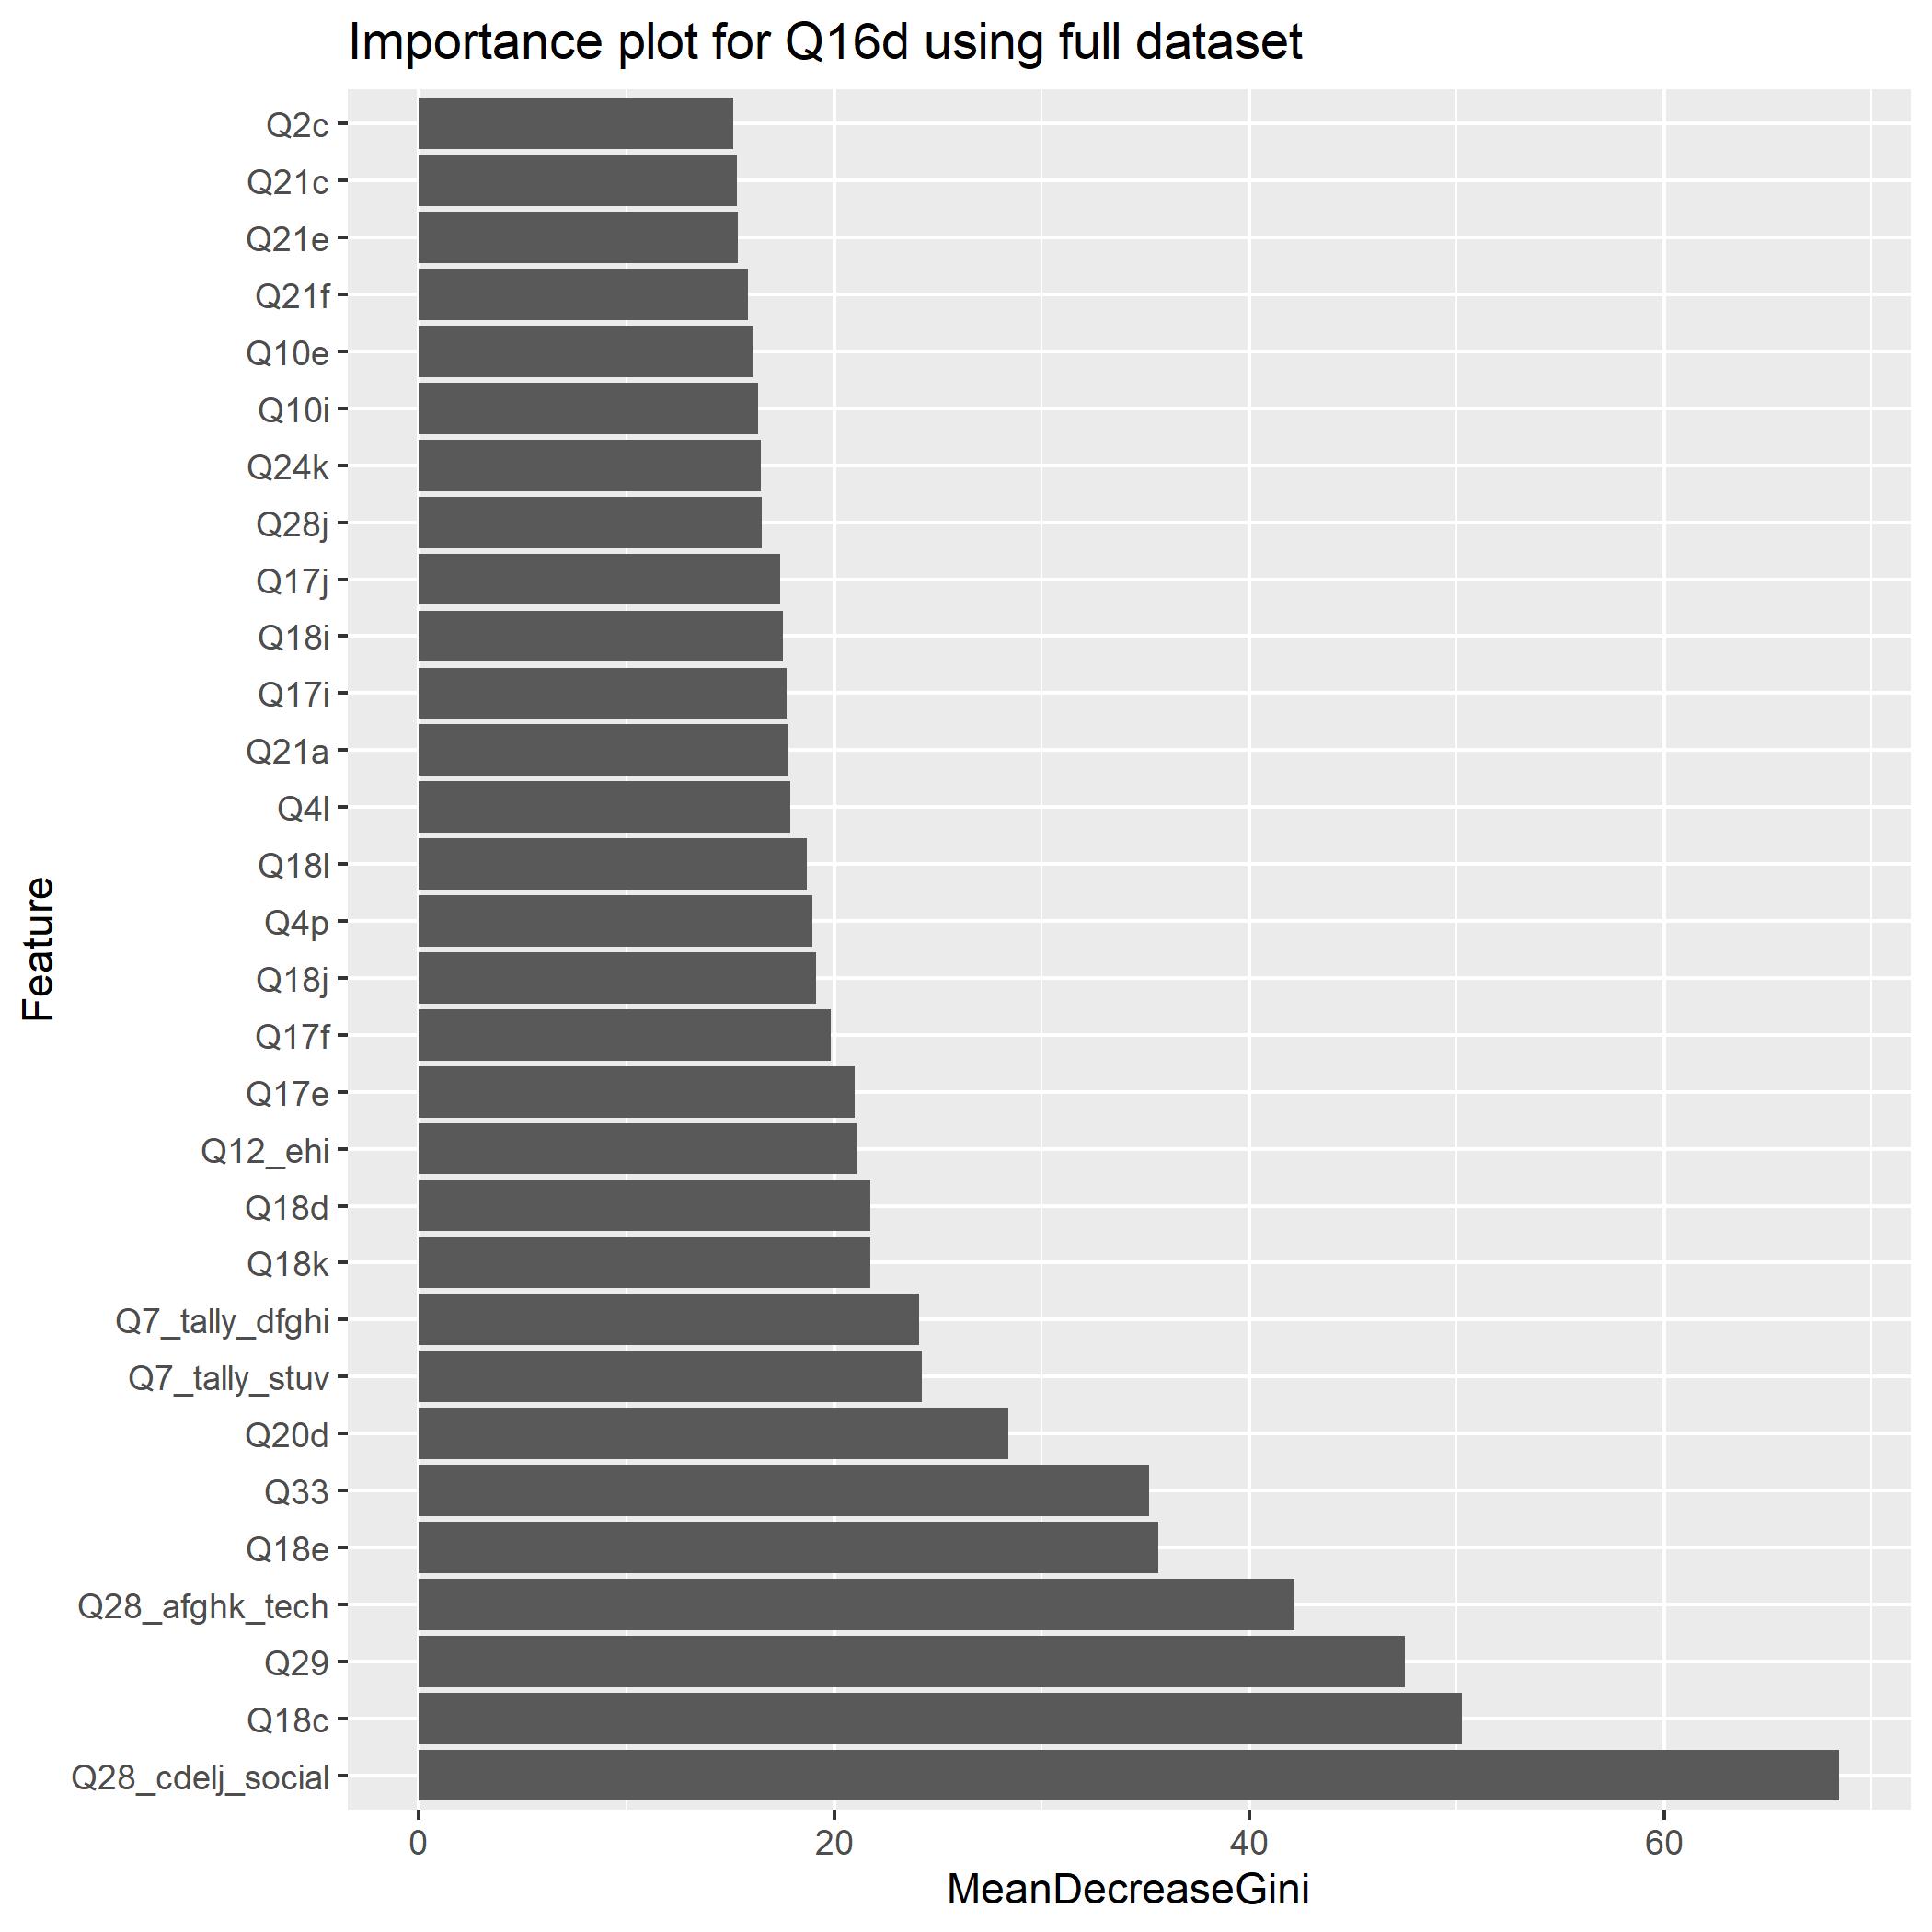 Importance plot for Q16d using full dataset
Q2c
Q21c
Q21e
Q21f
Q10e
Q10i
Q24k
Q28j
Q17j
Q18i
Q17i
Q21a
Q4l
Q18l
Q4p
Q18j
Q17f
Q17e
Q12_ehi
Q18d
Q18k
Q7_tally_dfghi
Q7_tally_stuv
Q20d
Q33
Q18e
Q28_afghk_tech
Q29
Q18c
Q28_cdelj_social
Feature
0 20 40 60
MeanDecreaseGini